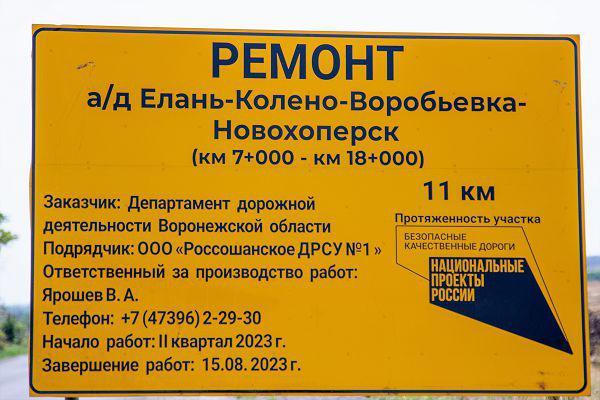 РЕМОНТ
а/д Елань-Колено-Воробьевка-
Новохоперск
(км 7+000 - км 18+000)
11 км
Протяженность участка
Заказчик: Департамент дорожной
деятельности Воронежской области
Подрядчик: ООО «Россошанское ДРСУ №1»
Ответственный за производство работ:
Ярошев В. А.
Телефон: +7 (47396) 2-29-30
Начало работ: II квартал 2023 г.
Завершение работ: 15.08. 2023 г.
БЕЗОПАСНЫЕ
КАЧЕСТВЕННЫЕ ДОРОГИ
НАЦИОНАЛЬНЫЕ
ПРОЕКТЫ
РОССИИ